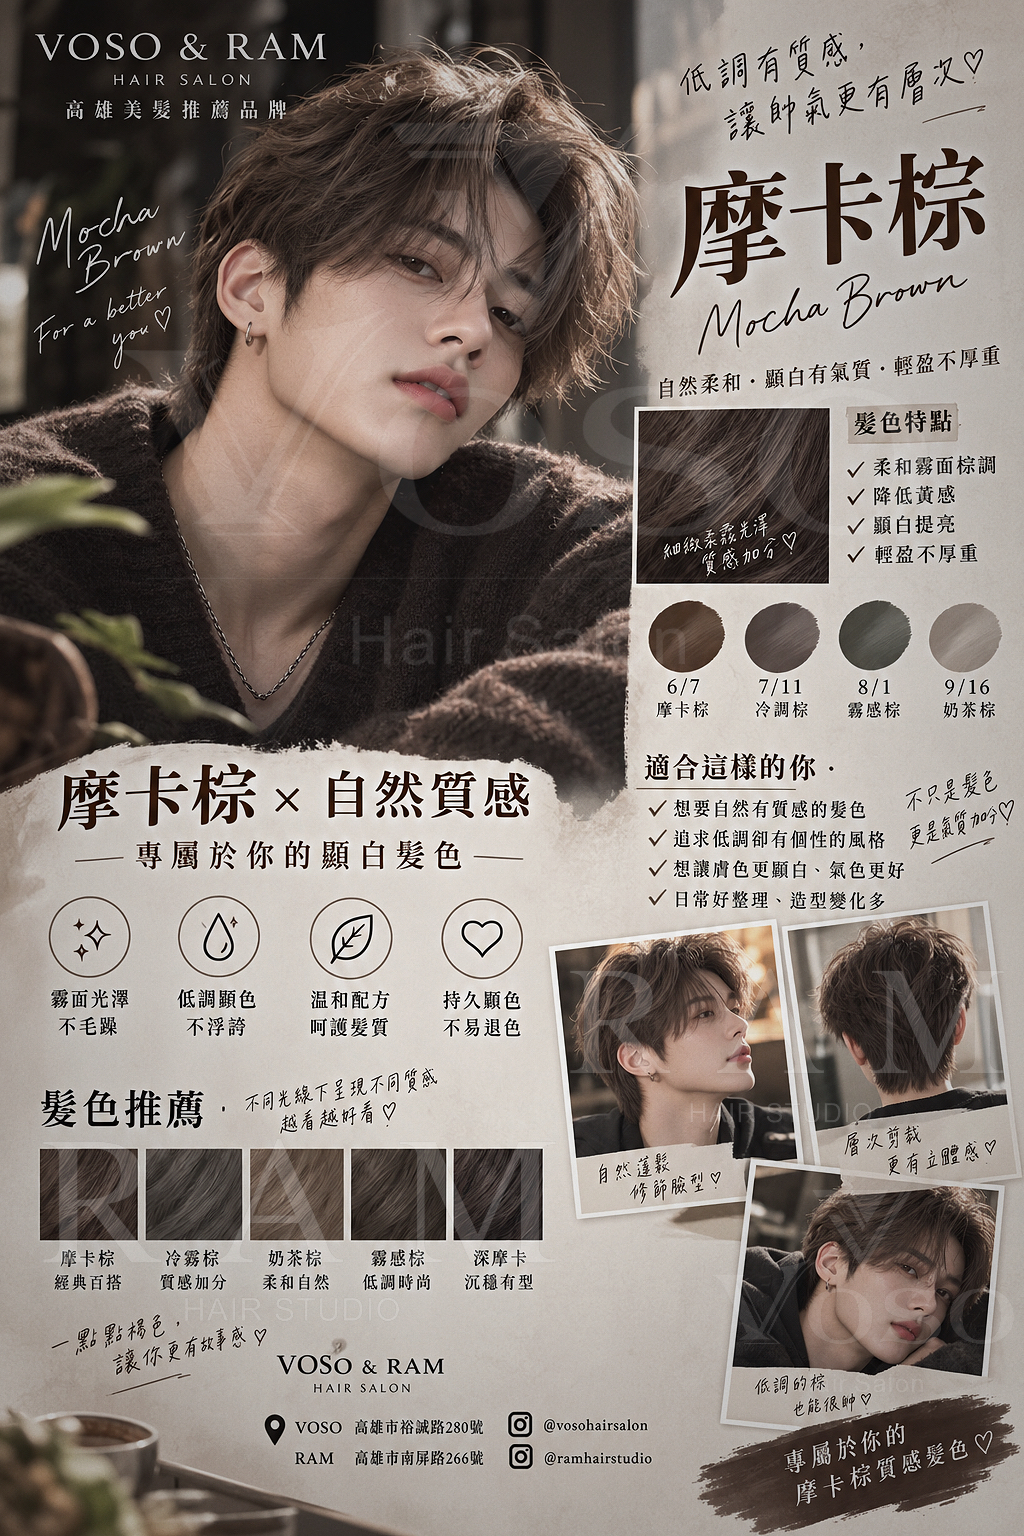 VOSO & RAM
HAIR SALON
高雄美髮推薦品牌
Mocha
Brown
For a better
you♡
低調有質感，
讓帥氣更有層次♡
摩卡棕
Mocha Brown
自然柔和・顯白有氣質・輕盈不厚重
細緻柔霧光澤
質感加分♡
髮色特點
✓ 柔和霧面棕調
✓ 降低黃感
✓ 顯白提亮
✓ 輕盈不厚重
6/7
摩卡棕
7/11
冷調棕
8/1
霧感棕
9/16
奶茶棕
適合這樣的你・
✓ 想要自然有質感的髮色
✓ 追求低調卻有個性的風格
✓ 想讓膚色更顯白、氣色更好
✓ 日常好整理、造型變化多
不只是髮色
更是氣質加分♡
摩卡棕 × 自然質感
專屬於你的顯白髮色
霧面光澤
不毛躁
低調顯色
不浮誇
溫和配方
呵護髮質
持久顯色
不易退色
髮色推薦・
不同光線下呈現不同質感
越看越好看♡
摩卡棕
經典百搭
冷霧棕
質感加分
奶茶棕
柔和自然
霧感棕
低調時尚
深摩卡
沉穩有型
自然蓬鬆
修飾臉型♡
層次剪裁
更有立體感♡
低調的棕
也能很帥♡
一點點褐色，
讓你更有故事感♡
VOSO & RAM
HAIR SALON
VOSO 高雄市裕誠路280號
@vosohairsalon
RAM 高雄市南屏路266號
@ramhairstudio
專屬於你的
摩卡棕質感髮色♡
VOSO
Hair Salon
RAM
HAIR STUDIO
RAM
HAIR STUDIO
Voso
Hair Salon